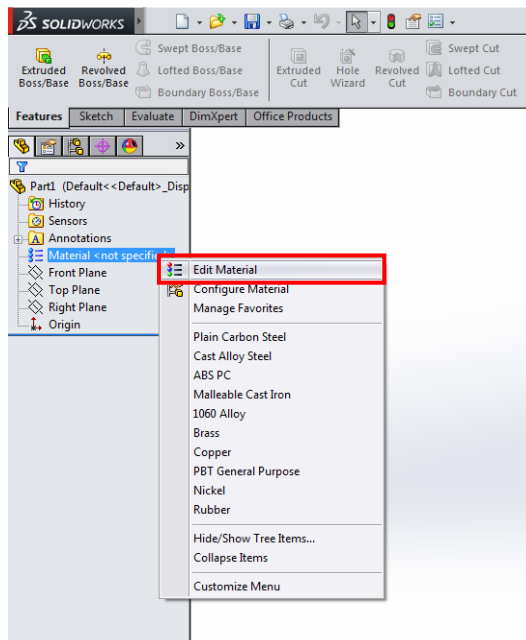 SOLIDWORKS
Swept Boss/Base
Swept Cut
Extruded Boss/Base
Revolved Boss/Base
Lofted Boss/Base
Extruded Cut
Hole Wizard
Revolved Cut
Lofted Cut
Boundary Boss/Base
Boundary Cut
Features Sketch Evaluate DimXpert Office Products
Part1 (Default<<Default>_Disp
History
Sensors
Annotations
Material <not specifi
Front Plane
Top Plane
Right Plane
Origin
Edit Material
Configure Material
Manage Favorites
Plain Carbon Steel
Cast Alloy Steel
ABS PC
Malleable Cast Iron
1060 Alloy
Brass
Copper
PBT General Purpose
Nickel
Rubber
Hide/Show Tree Items...
Collapse Items
Customize Menu